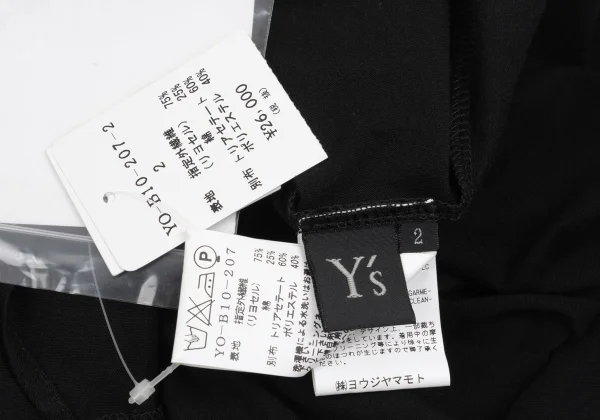 YO-B10-207-2
2
表地 指定外繊維 75%
(リヨセル)
綿 25%
別布 トリアセテート 60%
ポリエステル 40%
¥26,000
(税抜)
YO-B10-207
表地 指定外繊維 75%
(リヨセル)
綿 25%
別布 トリアセテート 60%
ポリエステル 40%
Y's
2
GARME-
CLEAN-
㈱ヨウジヤマモト